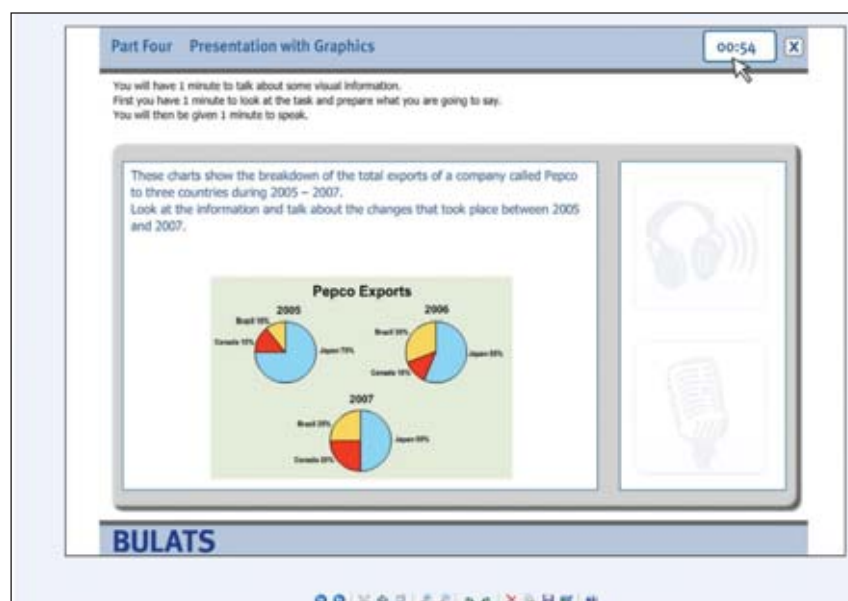 Part Four Presentation with Graphics
00:54
X
You will have 1 minute to talk about some visual information.
First you have 1 minute to look at the task and prepare what you are going to say.
You will then be given 1 minute to speak.
These charts show the breakdown of the total exports of a company called Pepco
to three countries during 2005 – 2007.
Look at the information and talk about the changes that took place between 2005
and 2007.
Pepco Exports
2005
Brazil 10%
Canada 15%
Japan 75%
2006
Brazil 30%
Japan 55%
Canada
2007
Brazil 25%
Japan 50%
Canada 25%
BULATS